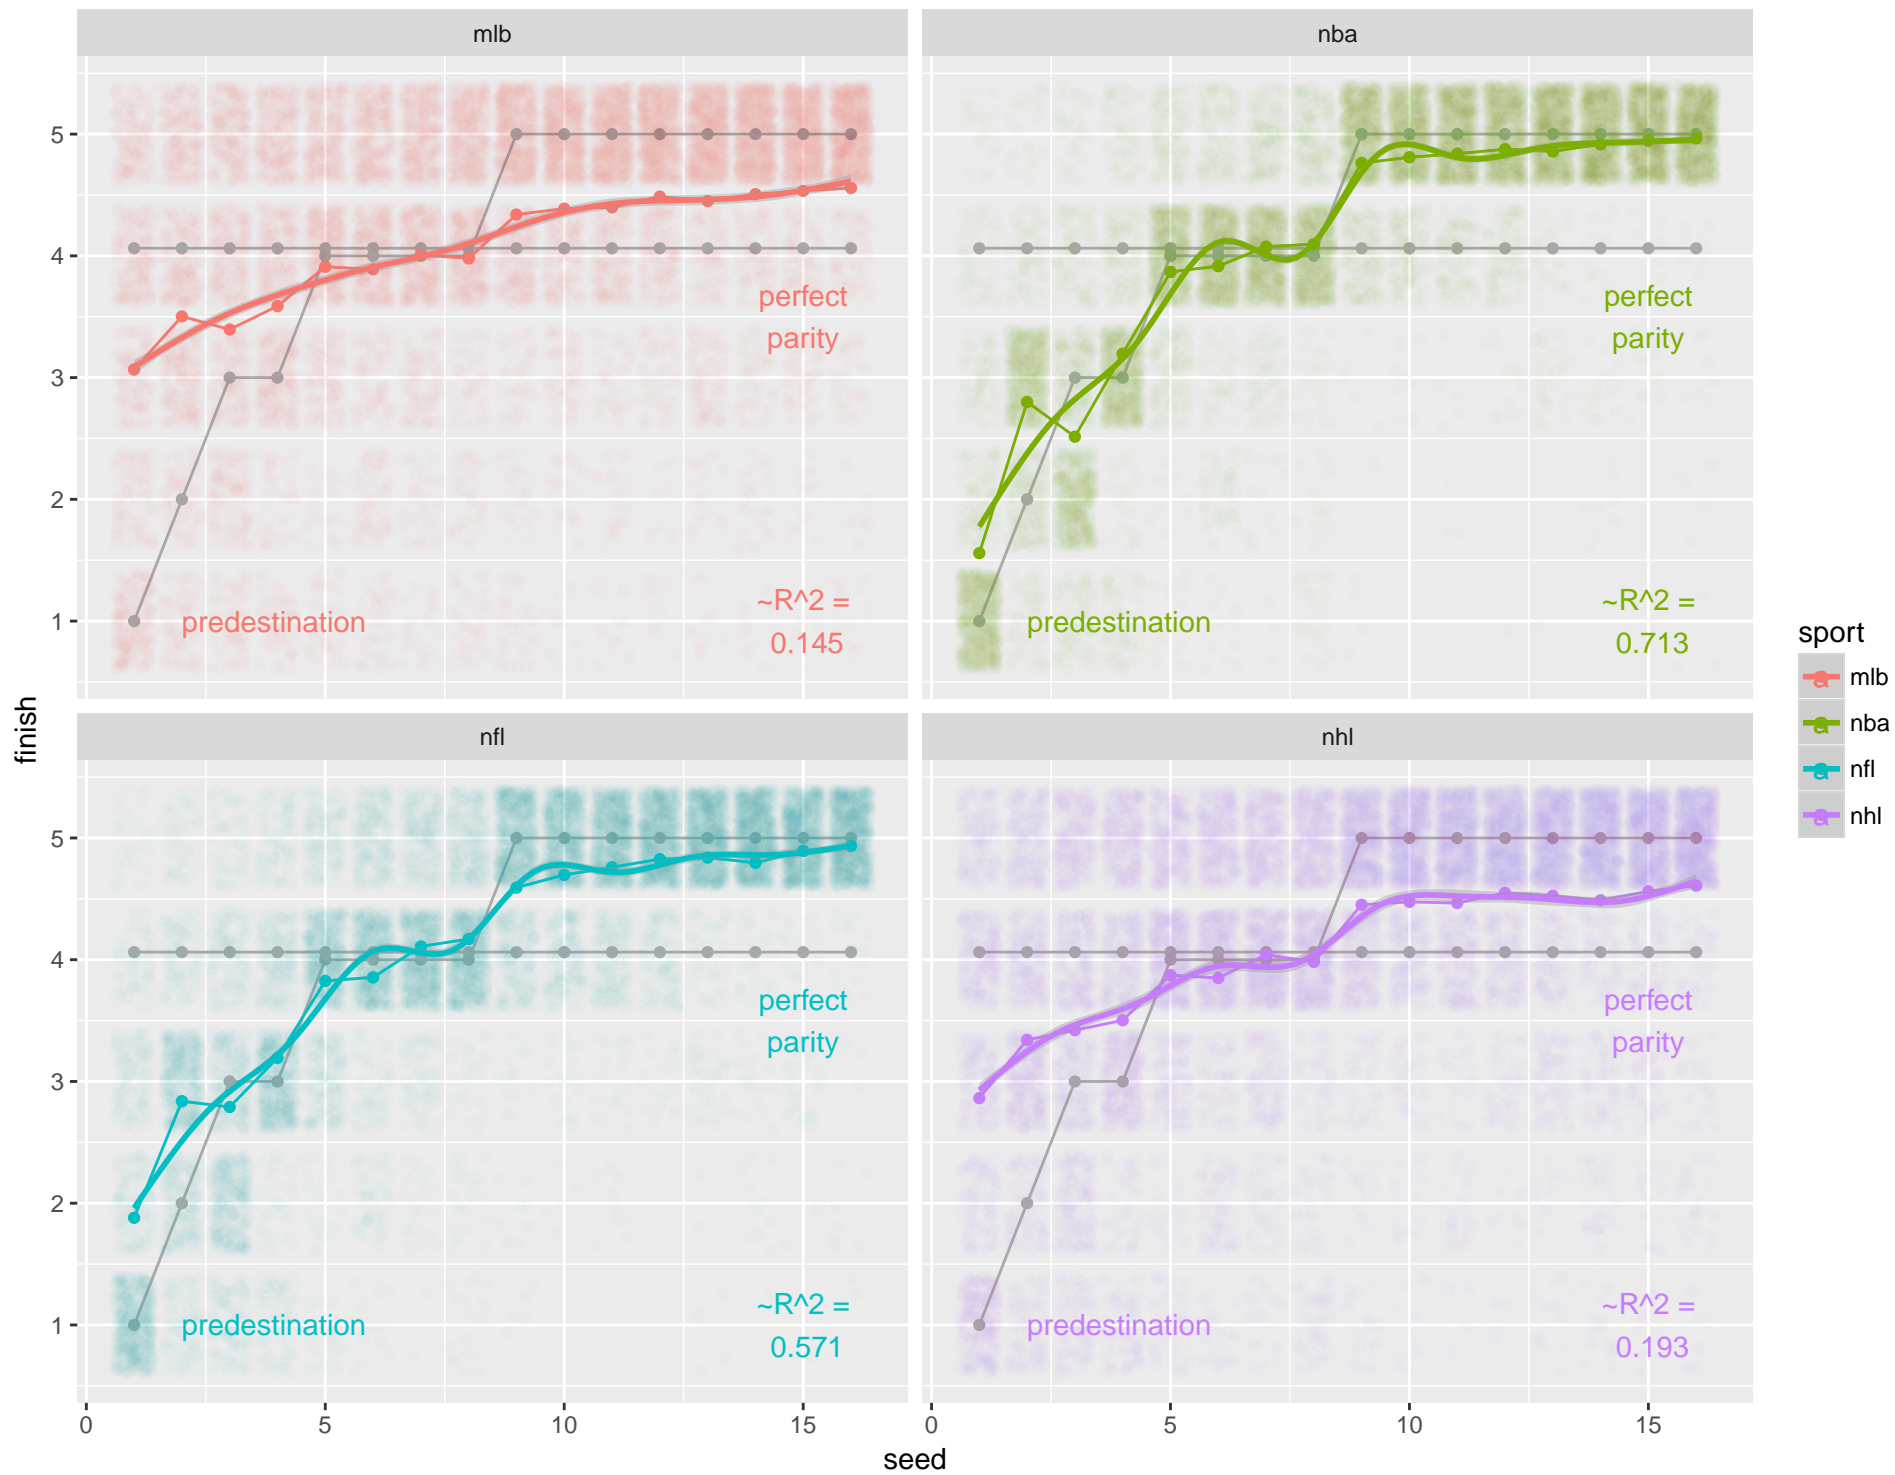 mlb
nba
5
4
3
2
1
perfect
parity
predestination
~R^2 =
0.145
perfect
parity
predestination
~R^2 =
0.713
finish
nfl
nhl
5
4
3
2
1
perfect
parity
predestination
~R^2 =
0.571
perfect
parity
predestination
~R^2 =
0.193
0 5 10 15
0 5 10 15
seed
sport
a mlb
a nba
a nfl
a nhl